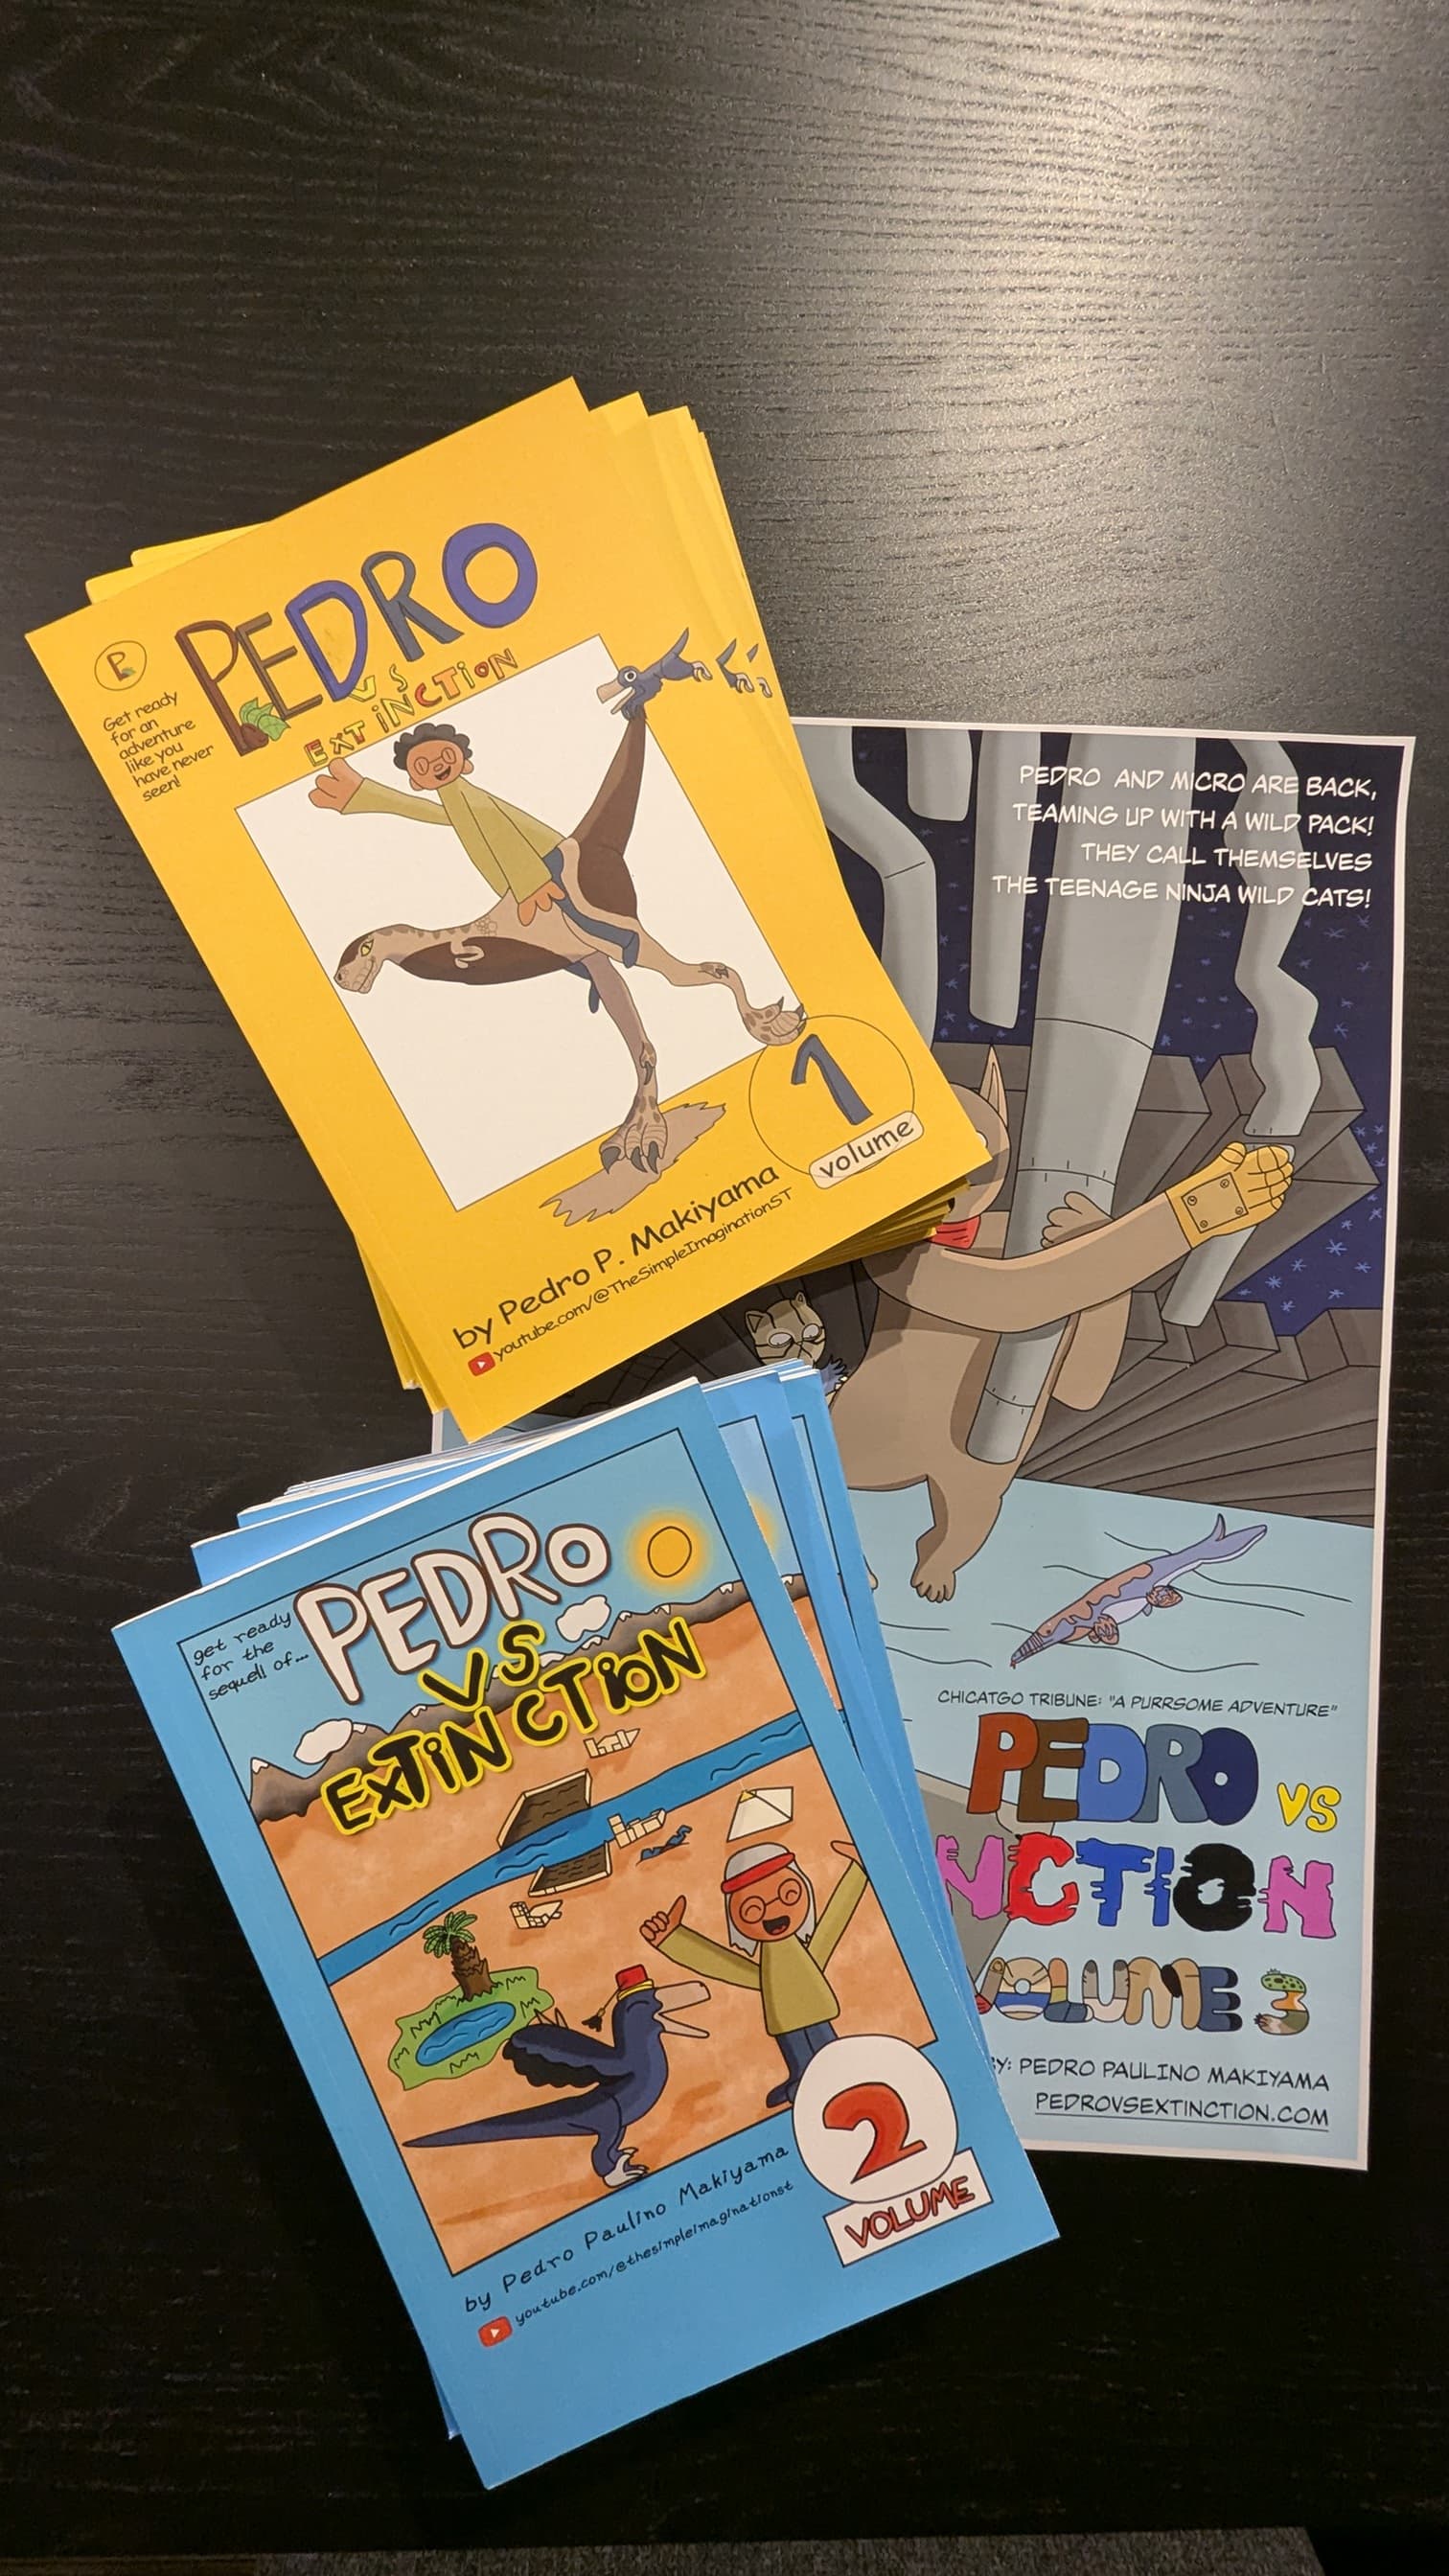 PEDRO
VS
EXTINCTION
P
Get ready
for an
adventure
like you
have never
seen!
1
volume
by Pedro P. Makiyama
youtube.com/@TheSimpleImaginationST
PEDRO AND MICRO ARE BACK,
TEAMING UP WITH A WILD PACK!
THEY CALL THEMSELVES
THE TEENAGE NINJA WILD CATS!
CHICATGO TRIBUNE: "A PURRSOME ADVENTURE"
PEDRO VS
NCTION
VOLUME 3
BY: PEDRO PAULINO MAKIYAMA
PEDROVSEXTINCTION.COM
get ready
for the
sequel! of...
PEDRO
VS
EXTINCTION
2
VOLUME
by Pedro Paulino Makiyama
youtube.com/@thesimpleimaginationst